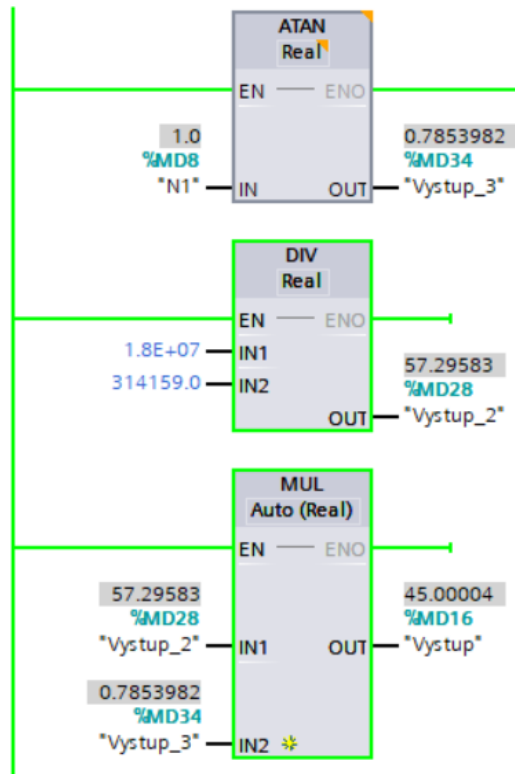 ATAN
Real
EN ENO
1.0 0.7853982
%MD8 %MD34
"N1" IN OUT "Vystup_3"
DIV
Real
EN ENO
1.8E+07 IN1
57.29583
314159.0 IN2 %MD28
OUT "Vystup_2"
MUL
Auto (Real)
EN ENO
57.29583 45.00004
%MD28 %MD16
"Vystup_2" IN1 OUT "Vystup"
0.7853982
%MD34
"Vystup_3" IN2